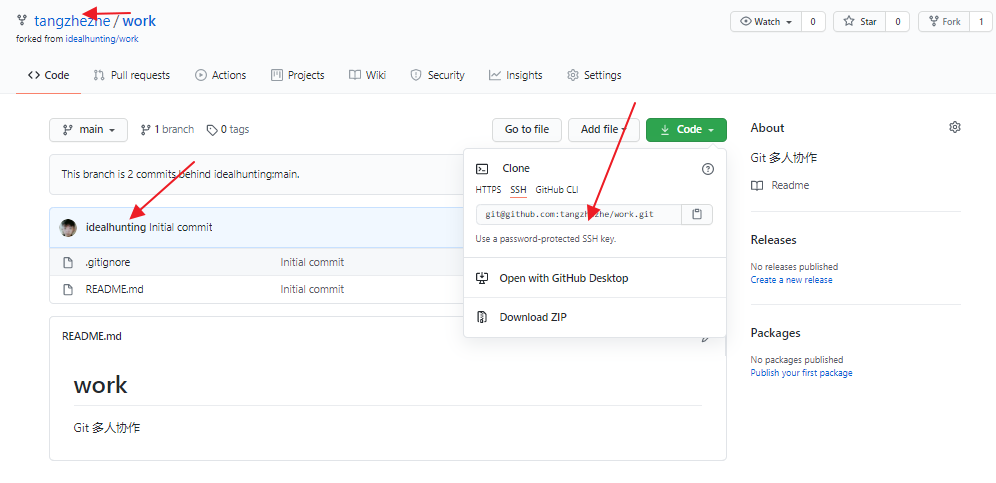 tangzhezhe / work
Watch 0 Star 0 Fork 1
forked from idealhunting/work
Code Pull requests Actions Projects Wiki Security Insights Settings
main 1 branch 0 tags Go to file Add file Code
About
Git 多人协作
Readme
This branch is 2 commits behind idealhunting:main.
Clone
HTTPS SSH GitHub CLI
git@github.com:tangzhezhe/work.git
Use a password-protected SSH key.
Open with GitHub Desktop
Download ZIP
idealhunting Initial commit
.gitignore Initial commit
README.md Initial commit
Releases
No releases published
Create a new release
Packages
No packages published
Publish your first package
README.md
work
Git 多人协作